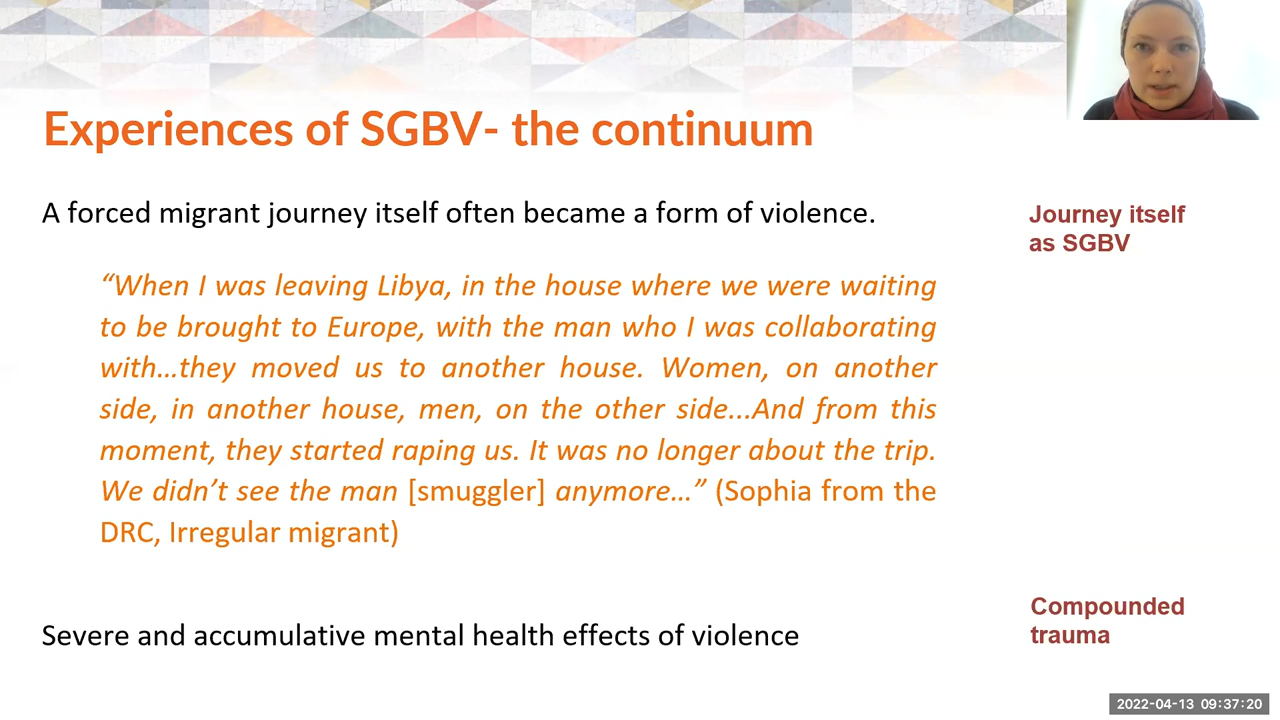 Experiences of SGBV- the continuum
A forced migrant journey itself often became a form of violence.
Journey itself
as SGBV
“When I was leaving Libya, in the house where we were waiting
to be brought to Europe, with the man who I was collaborating
with...they moved us to another house. Women, on another
side, in another house, men, on the other side...And from this
moment, they started raping us. It was no longer about the trip.
We didn’t see the man [smuggler] anymore...” (Sophia from the
DRC, Irregular migrant)
Compounded
trauma
Severe and accumulative mental health effects of violence
2022-04-13 09:37:20